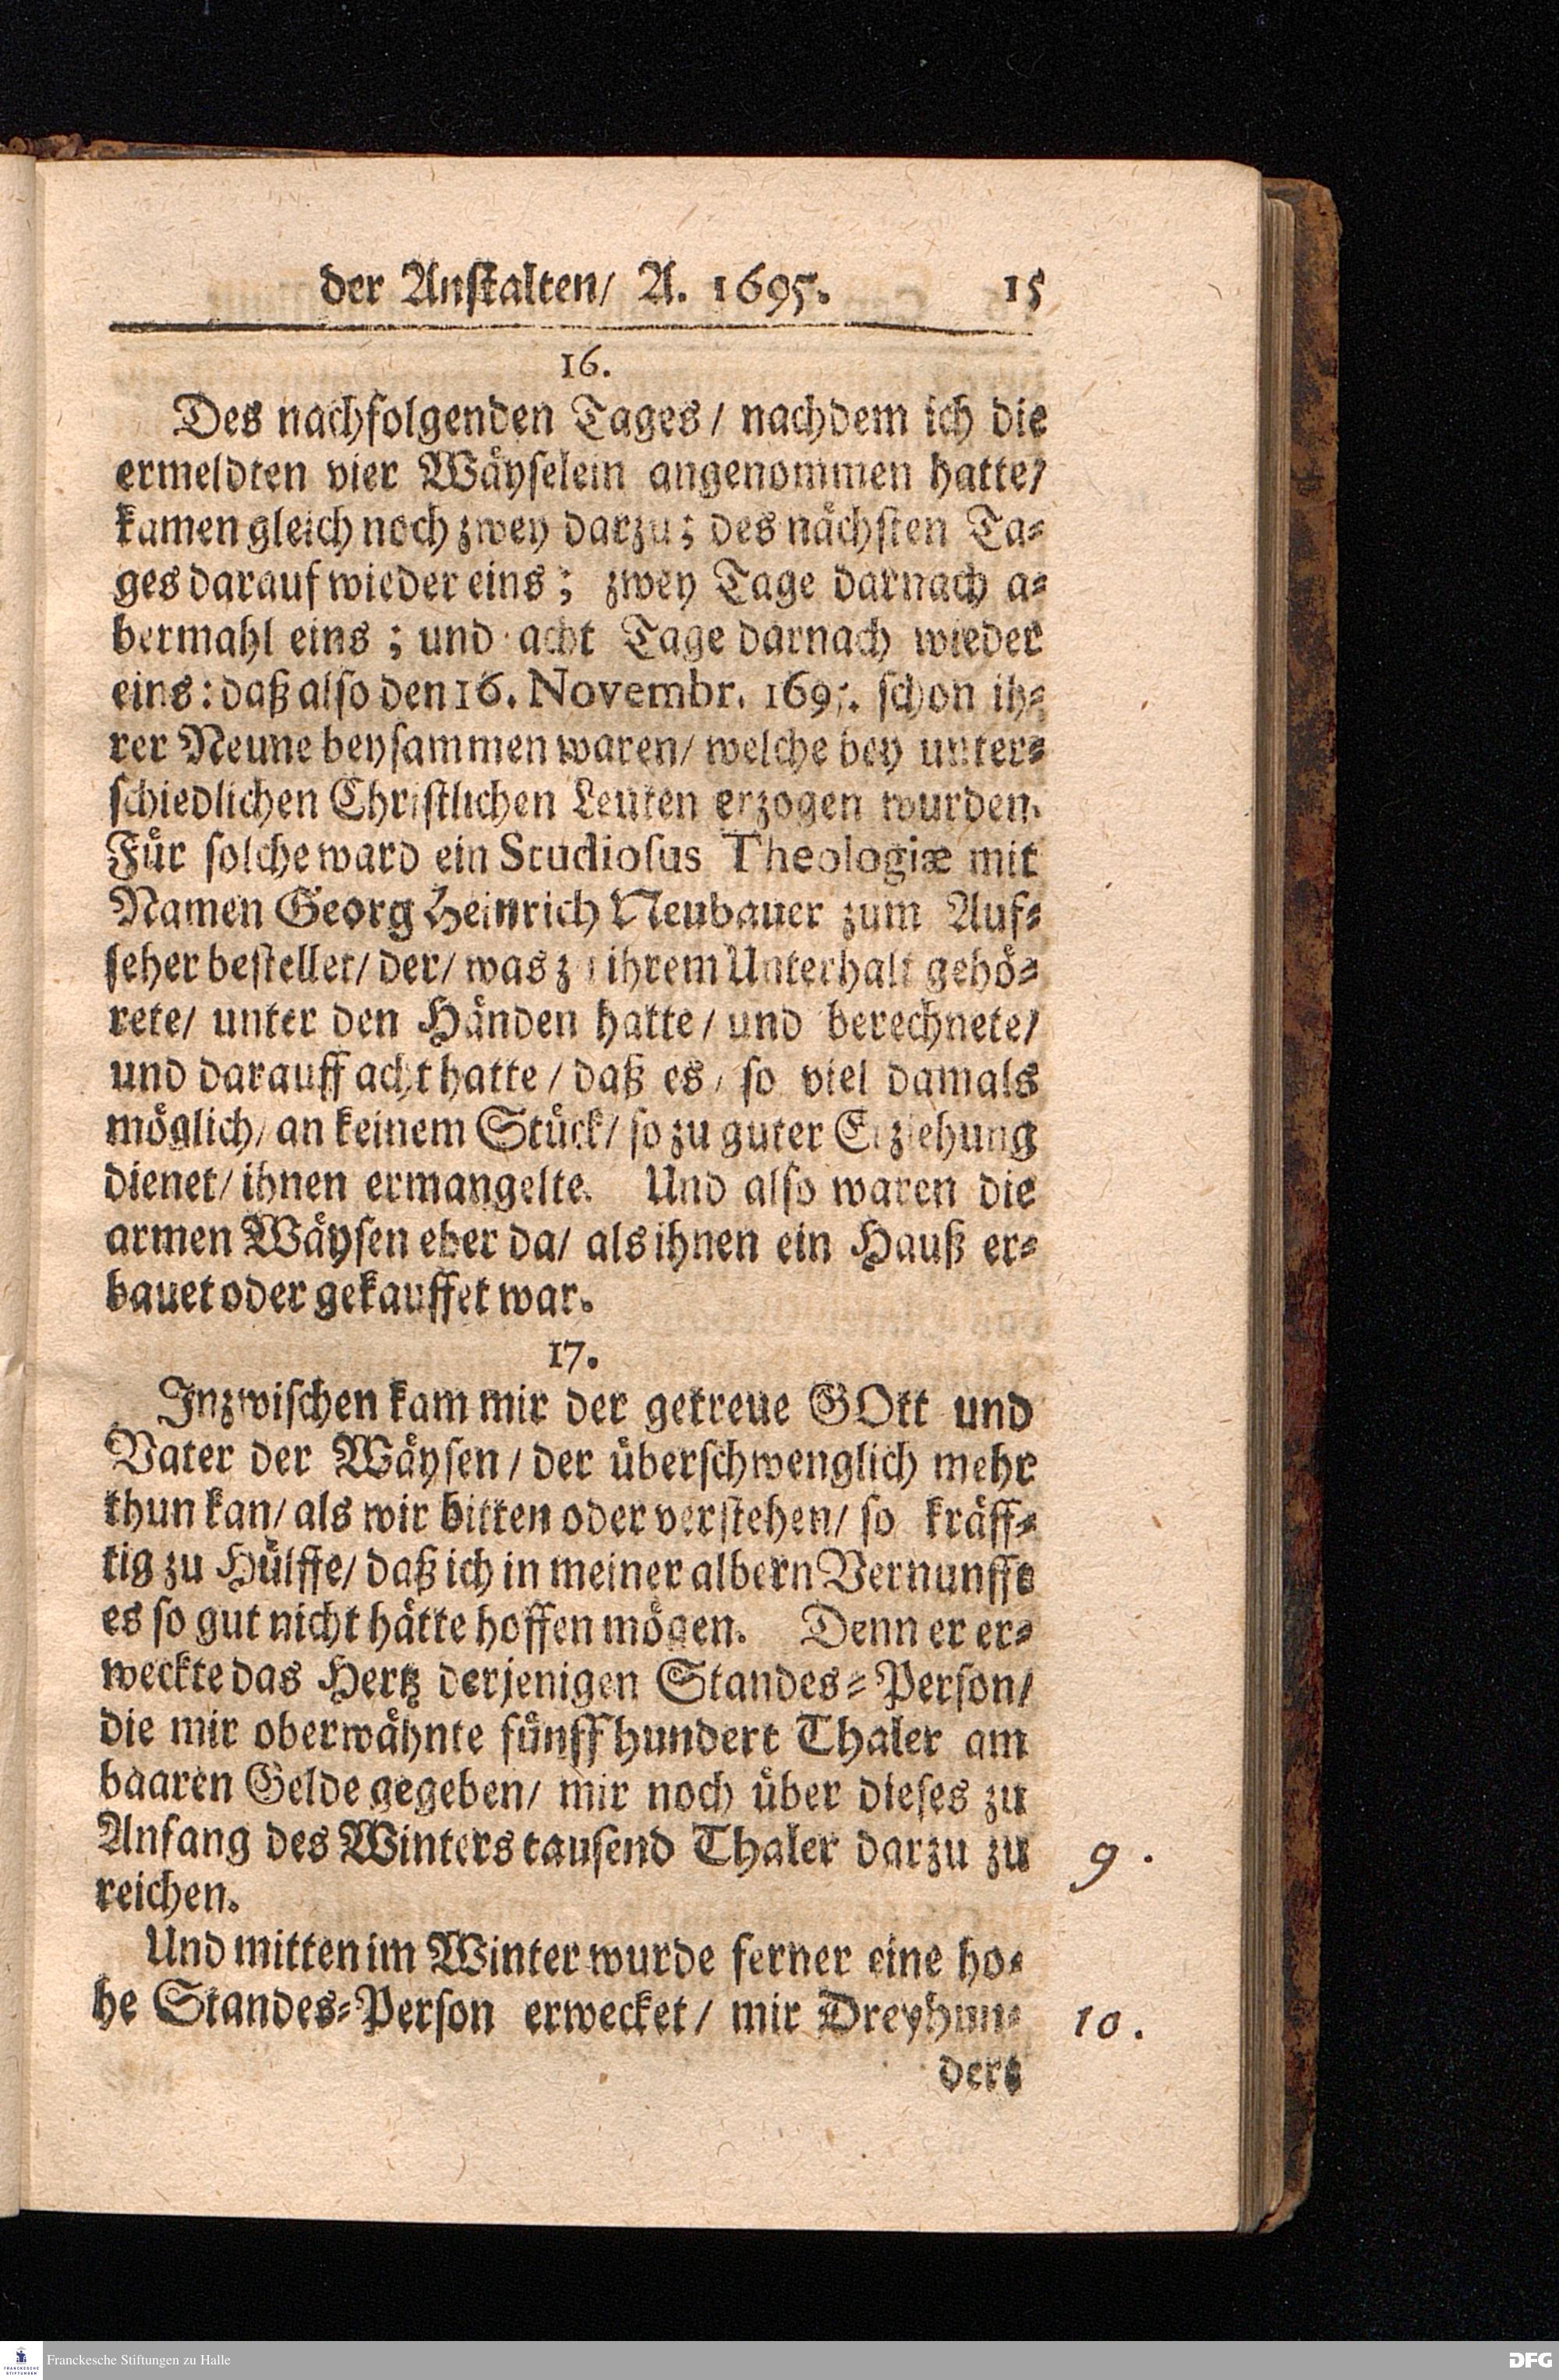 der Anstalten/ A. 1695. 15
16.
Des nachfolgenden Tages/ nachdem ich die
ermeldten vier Wäyselein angenommen hatte/
kamen gleich noch zwey darzu; des nächsten Ta-
ges darauf wieder eins; zwey Tage darnach a-
bermahl eins; und acht Tage darnach wieder
eins: daß also den 16. Novembr. 1695. schon ih-
rer Neune beysammen waren/ welche bey unter-
schiedlichen Christlichen Leuten erzogen wurden.
Für solche ward ein Studiosus Theologiæ mit
Namen Georg Heinrich Neubauer zum Auf-
seher bestellet/ der/ was zu ihrem Unterhalt gehö-
rete/ unter den Händen hatte/ und berechnete/
und darauff acht hatte/ daß es/ so viel damals
möglich/ an keinem Stück/ so zu guter Erziehung
dienet/ ihnen ermangelte. Und also waren die
armen Wäysen eher da/ als ihnen ein Hauß er-
bauet oder gekauffet war.
17.
Inzwischen kam mir der getreue GOtt und
Vater der Wäysen/ der überschwenglich mehr
thun kan/ als wir bitten oder verstehen/ so kräff-
tig zu Hülffe/ daß ich in meiner albern Vernunfft
es so gut nicht hätte hoffen mögen. Denn er er-
weckte das Hertz derjenigen Standes-Person/
die mir oberwähnte fünff hundert Thaler am
baaren Gelde gegeben/ mir noch über dieses zu
Anfang des Winters tausend Thaler darzu zu 9.
reichen.
Und mitten im Winter wurde ferner eine ho-
he Standes-Person erwecket/ mir Dreyhun- 10.
dert
FRANCKESCHE STIFTUNGEN
Franckesche Stiftungen zu Halle
DFG